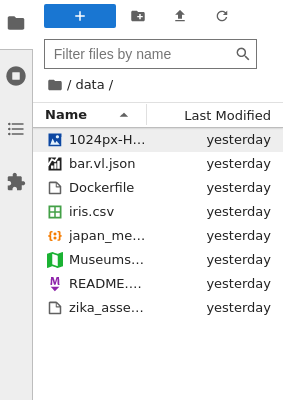 Filter files by name
/ data /
Name Last Modified
1024px-H... yesterday
bar.vl.json yesterday
Dockerfile yesterday
iris.csv yesterday
japan_me... yesterday
Museums... yesterday
README.... yesterday
zika_asse... yesterday